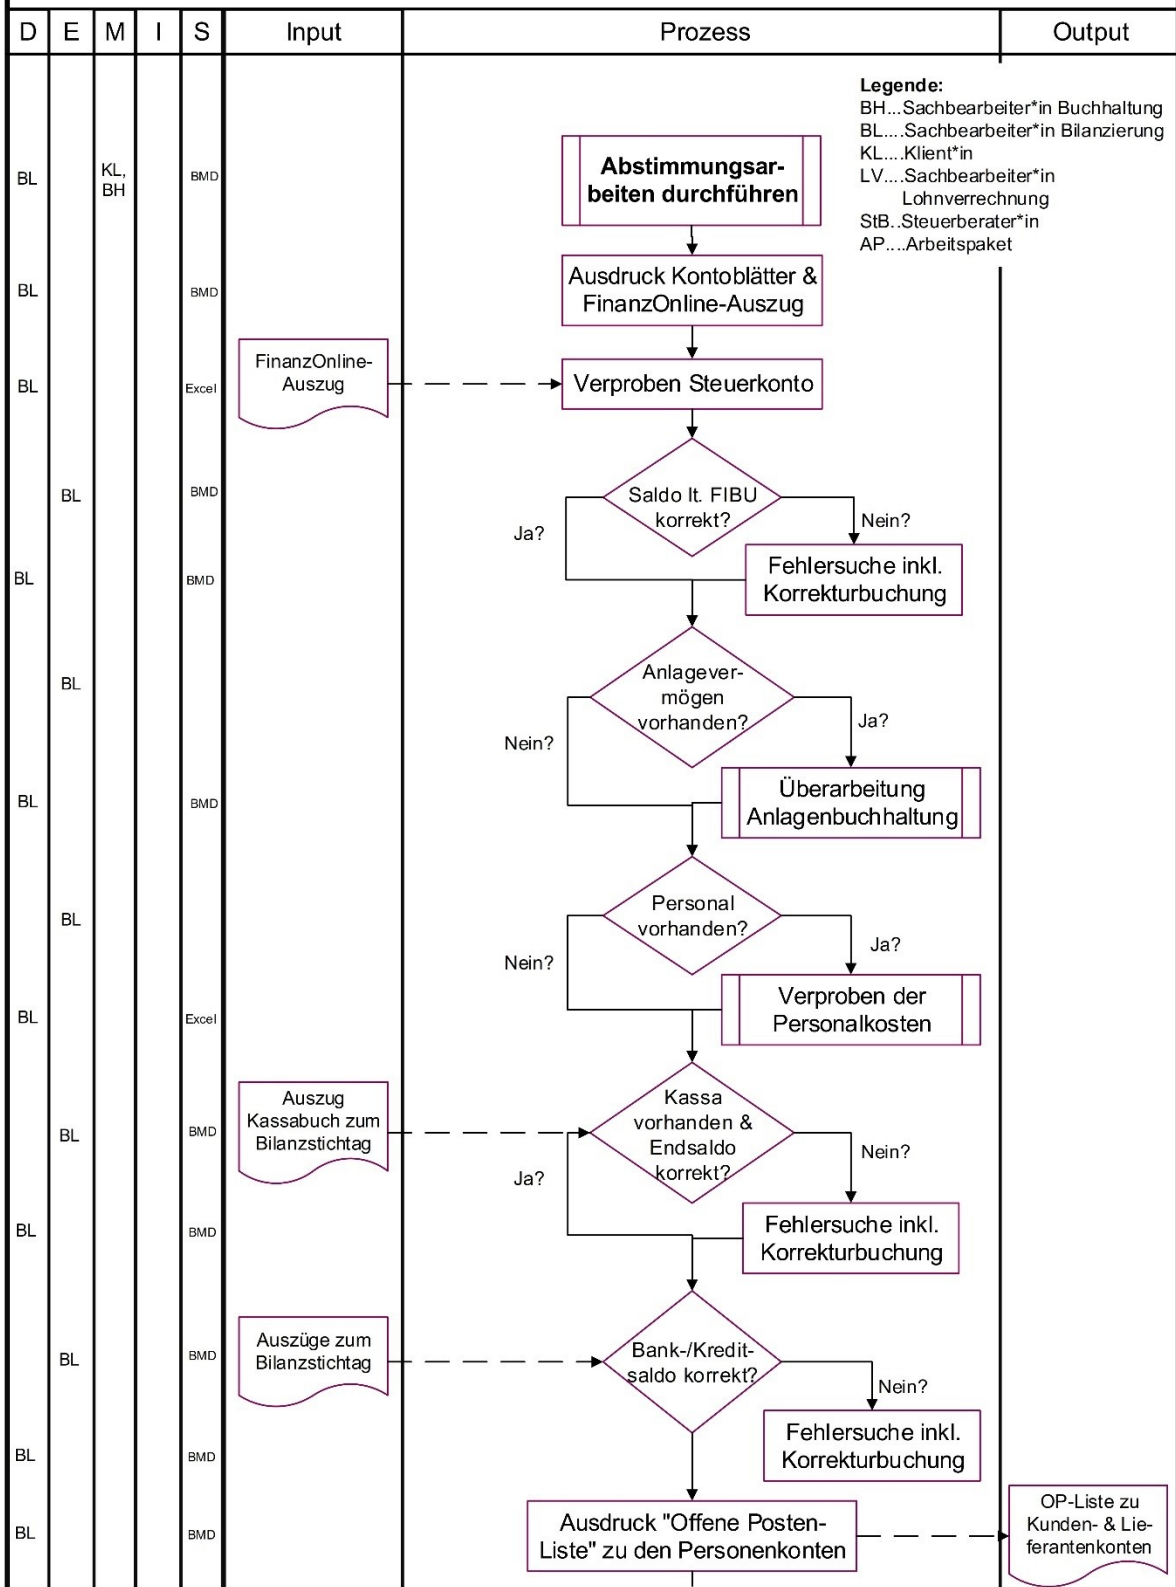 D E M I S Input Prozess Output
Legende:
BH...Sachbearbeiter*in Buchhaltung
BL....Sachbearbeiter*in Bilanzierung
KL....Klient*in
LV....Sachbearbeiter*in
Lohnverrechnung
StB..Steuerberater*in
AP....Arbeitspaket
BL
KL,
BH
BMD
Abstimmungsar-
beiten durchführen
BL
BMD
Ausdruck Kontoblätter &
FinanzOnline-Auszug
BL
Excel
FinanzOnline-
Auszug
Verproben Steuerkonto
BL
BMD
Saldo lt. FIBU
korrekt?
Ja?
Nein?
BL
BMD
Fehlersuche inkl.
Korrekturbuchung
BL
Anlagever-
mögen
vorhanden?
Nein?
Ja?
BL
BMD
Überarbeitung
Anlagenbuchhaltung
BL
Personal
vorhanden?
Nein?
Ja?
BL
Excel
Verproben der
Personalkosten
BL
BMD
Auszug
Kassabuch zum
Bilanzstichtag
Kassa
vorhanden &
Endsaldo
korrekt?
Ja?
Nein?
BL
BMD
Fehlersuche inkl.
Korrekturbuchung
BL
BMD
Auszüge zum
Bilanzstichtag
Bank-/Kredit-
saldo korrekt?
Nein?
BL
BMD
Fehlersuche inkl.
Korrekturbuchung
BL
BMD
Ausdruck "Offene Posten-
Liste" zu den Personenkonten
OP-Liste zu
Kunden- & Lie-
ferantenkonten